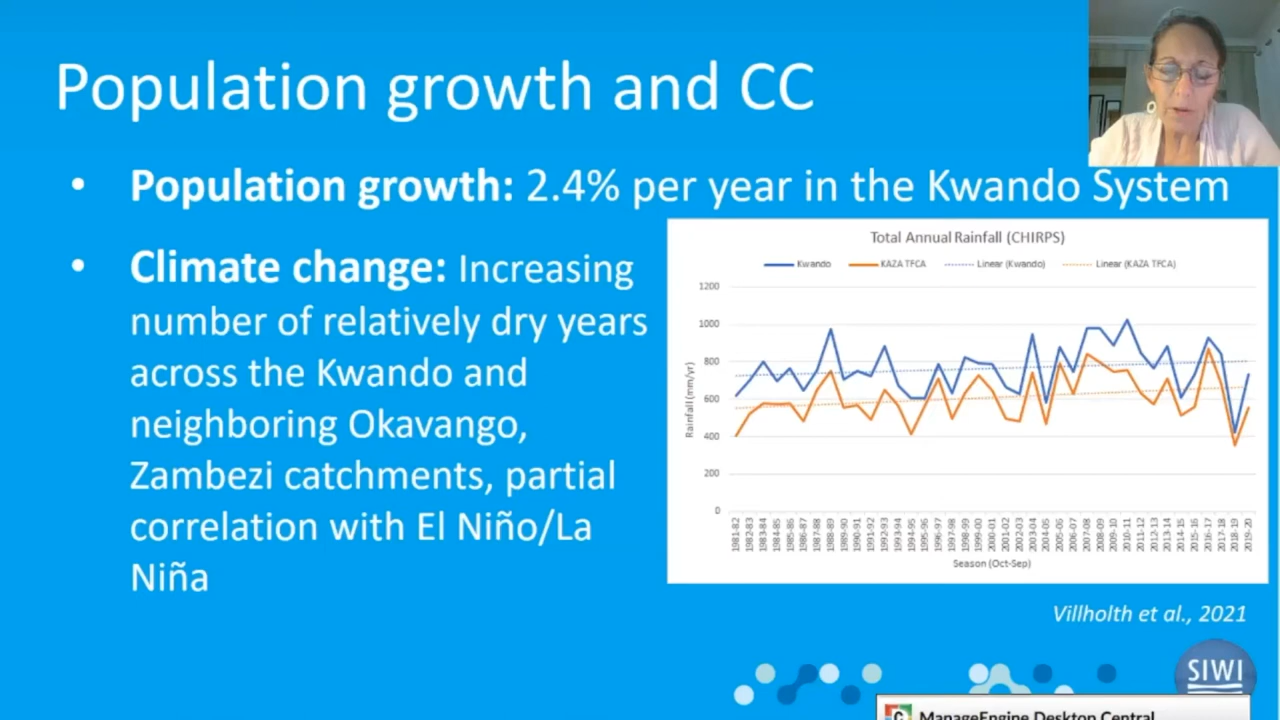 Population growth and CC
• Population growth: 2.4% per year in the Kwando System
• Climate change: Increasing
number of relatively dry years
across the Kwando and
neighboring Okavango,
Zambezi catchments, partial
correlation with El Niño/La
Niña
Total Annual Rainfall (CHIRPS)
Kwando KAZA TFCA Linear (Kwando) Linear (KAZA TFCA)
1200
1000
800
600
400
200
0
Rainfall (mm/yr)
1981-82 1982-83 1983-84 1984-85 1985-86 1986-87 1987-88 1988-89 1989-90 1990-91 1991-92 1992-93 1993-94 1994-95 1995-96 1996-97 1997-98 1998-99 1999-00 2000-01 2001-02 2002-03 2003-04 2004-05 2005-06 2006-07 2007-08 2008-09 2009-10 2010-11 2011-12 2012-13 2013-14 2014-15 2015-16 2016-17 2017-18 2018-19 2019-20
Season (Oct-Sep)
Villholth et al., 2021
SIWI
ManageEngine Desktop Central